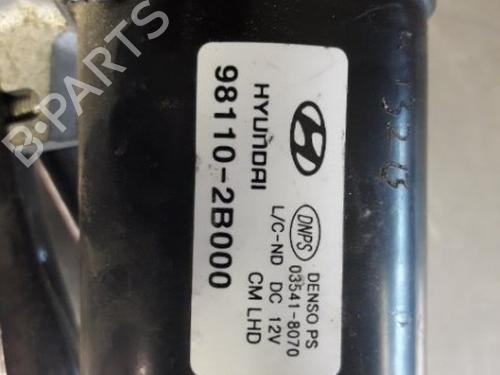 HYUNDAI
98110-2B000
DNPS
DENSO PS
03541-8070
L/C-ND DC 12V
CM LHD
B-PARTS